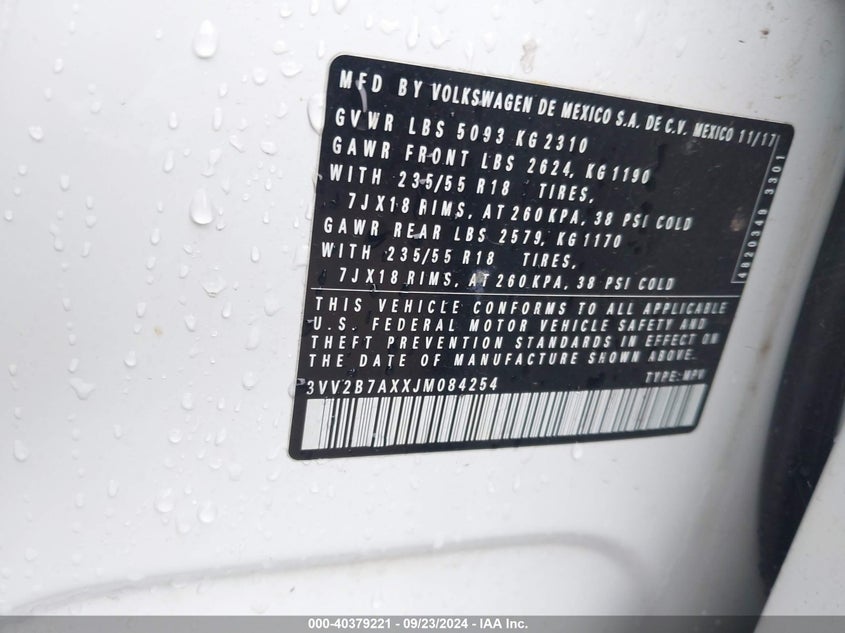 MFD BY VOLKSWAGEN DE MEXICO S.A. DE C.V. MEXICO 11/17
GVWR LBS 5093 KG 2310
GAWR FRONT LBS 2624, KG 1190
WITH 235/55 R18 TIRES,
7JX18 RIMS, AT 260 KPA, 38 PSI COLD
GAWR REAR LBS 2579, KG 1170
WITH 235/55 R18 TIRES,
7JX18 RIMS, AT 260 KPA, 38 PSI COLD
THIS VEHICLE CONFORMS TO ALL APPLICABLE
U.S. FEDERAL MOTOR VEHICLE SAFETY AND
THEFT PREVENTION STANDARDS IN EFFECT ON
THE DATE OF MANUFACTURE SHOWN ABOVE.
3VV2B7AXXJM084254 TYPE:MPV
4820349 3301
000-40379221 - 09/23/2024 - IAA Inc.